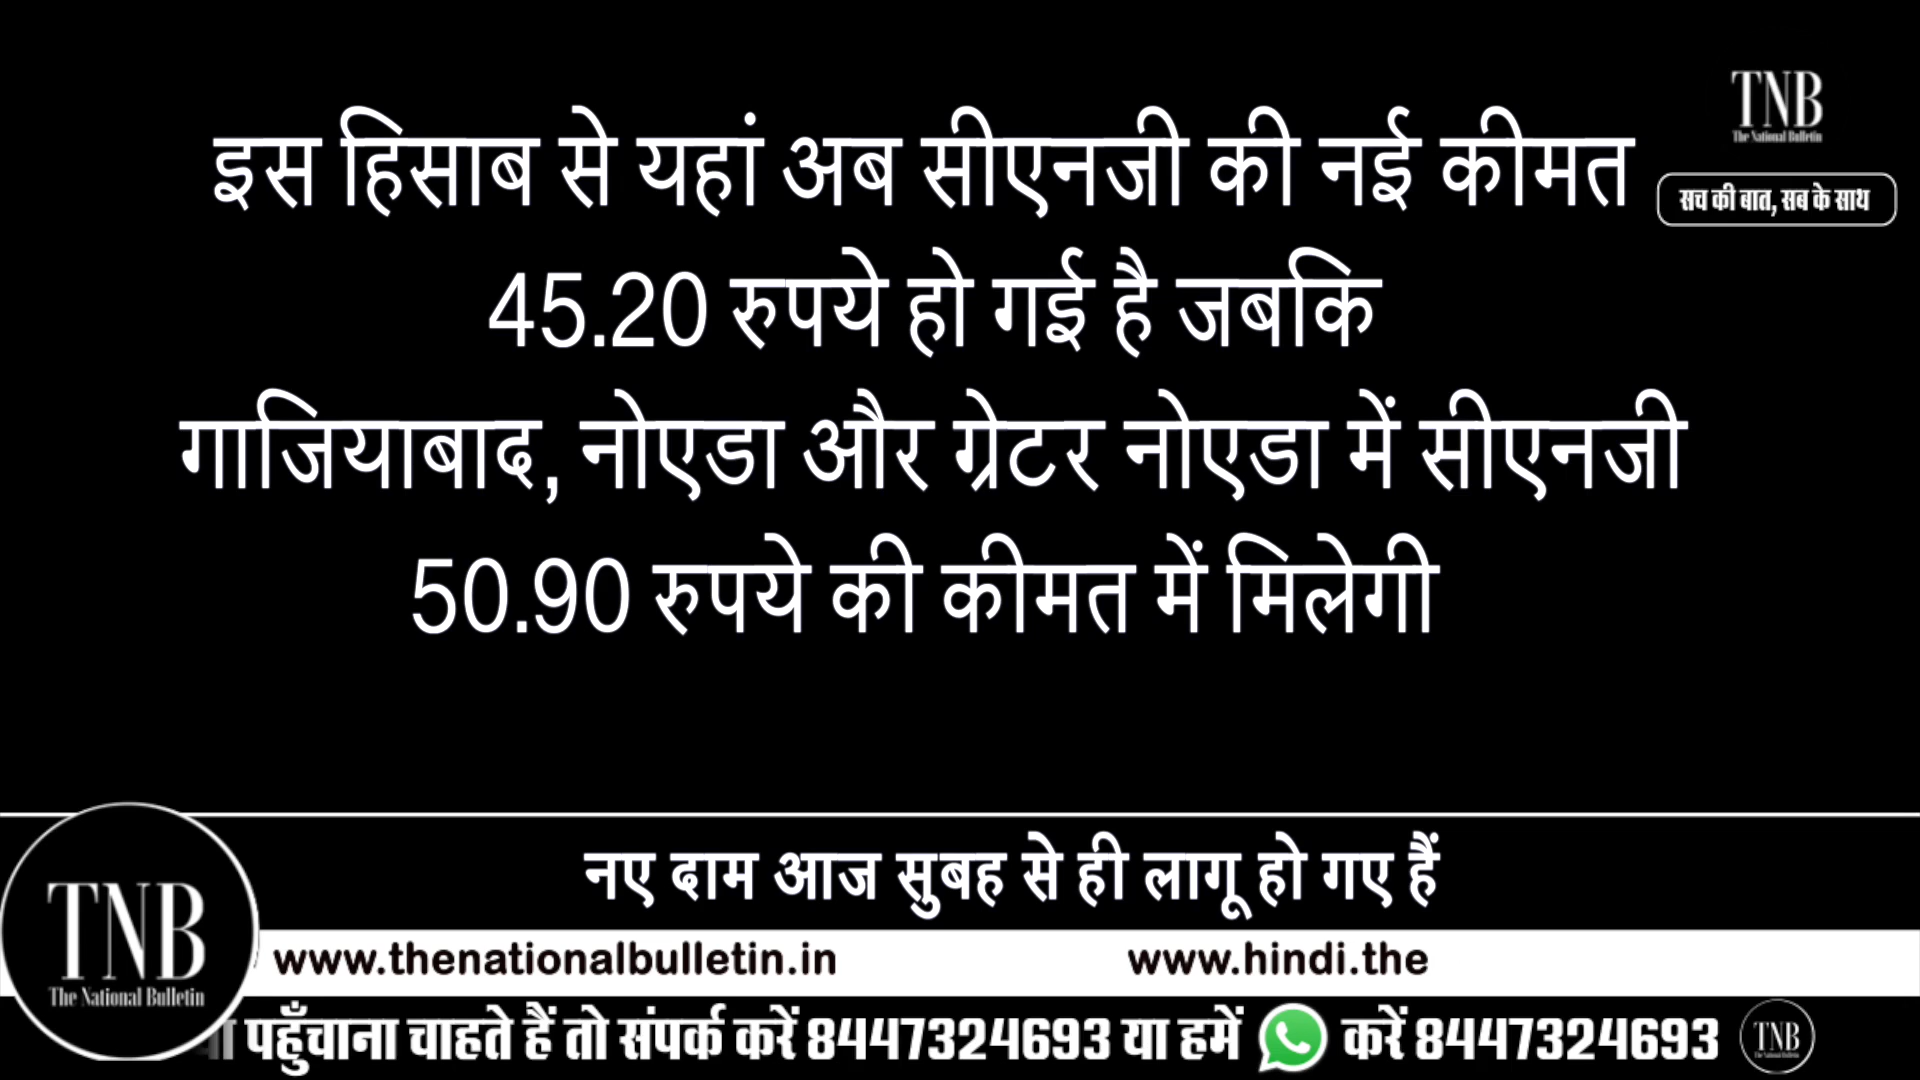 TNB
The National Bulletin
सच की बात, सब के साथ
इस हिसाब से यहां अब सीएनजी की नई कीमत
45.20 रुपये हो गई है जबकि
गाजियाबाद, नोएडा और ग्रेटर नोएडा में सीएनजी
50.90 रुपये की कीमत में मिलेगी
नए दाम आज सुबह से ही लागू हो गए हैं
TNB
The National Bulletin
www.thenationalbulletin.in www.hindi.the
पहुँचाना चाहते हैं तो संपर्क करें 8447324693 या हमें करें 8447324693
TNB